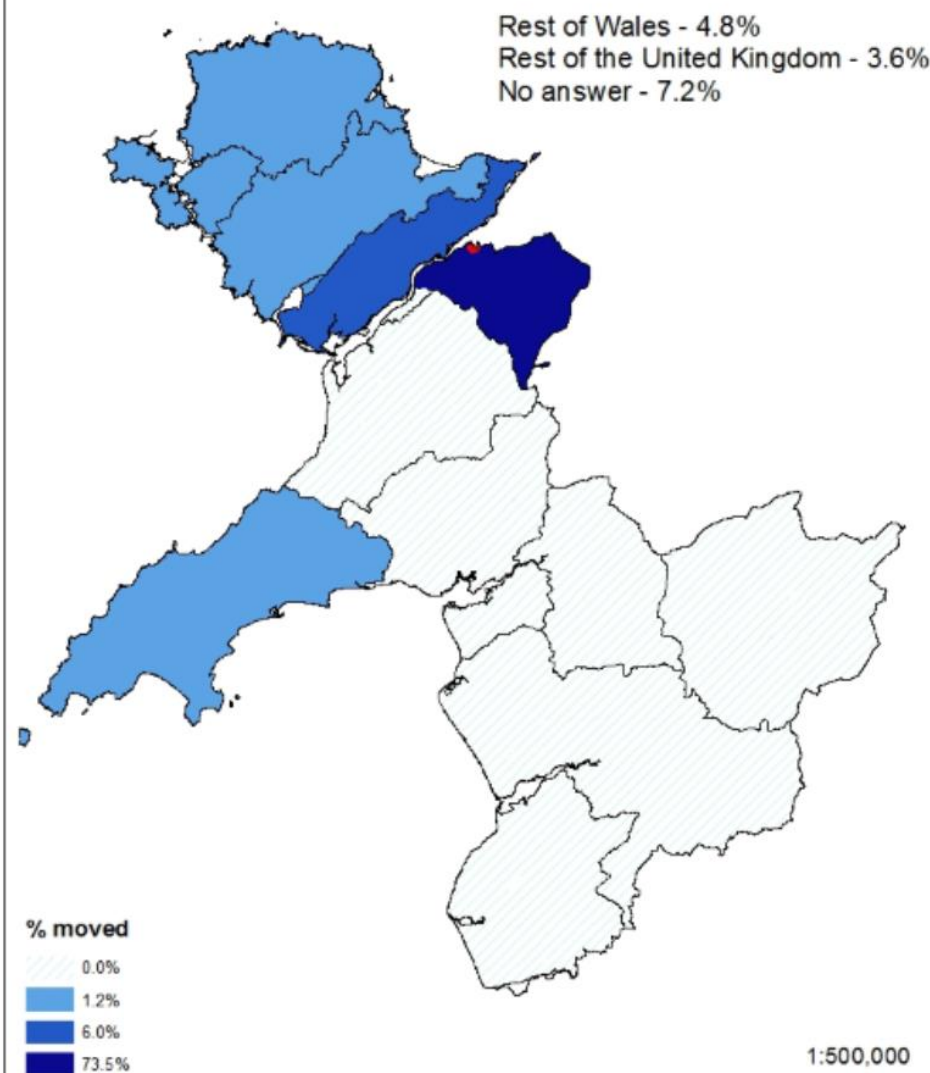 Rest of Wales - 4.8%
Rest of the United Kingdom - 3.6%
No answer - 7.2%
% moved
0.0%
1.2%
6.0%
73.5%
1:500,000